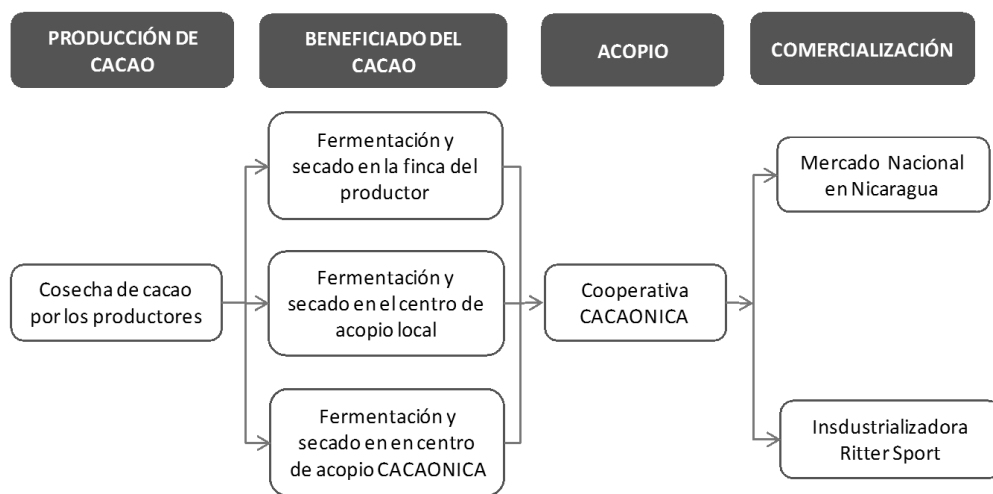 PRODUCCIÓN DE
CACAO
BENEFICIADO DEL
CACAO
ACOPIO
COMERCIALIZACIÓN
Cosecha de cacao
por los productores
Fermentación y
secado en la finca del
productor
Fermentación y
secado en el centro de
acopio local
Fermentación y
secado en en centro
de acopio CACAONICA
Cooperativa
CACAONICA
Mercado Nacional
en Nicaragua
Insdustrializadora
Ritter Sport